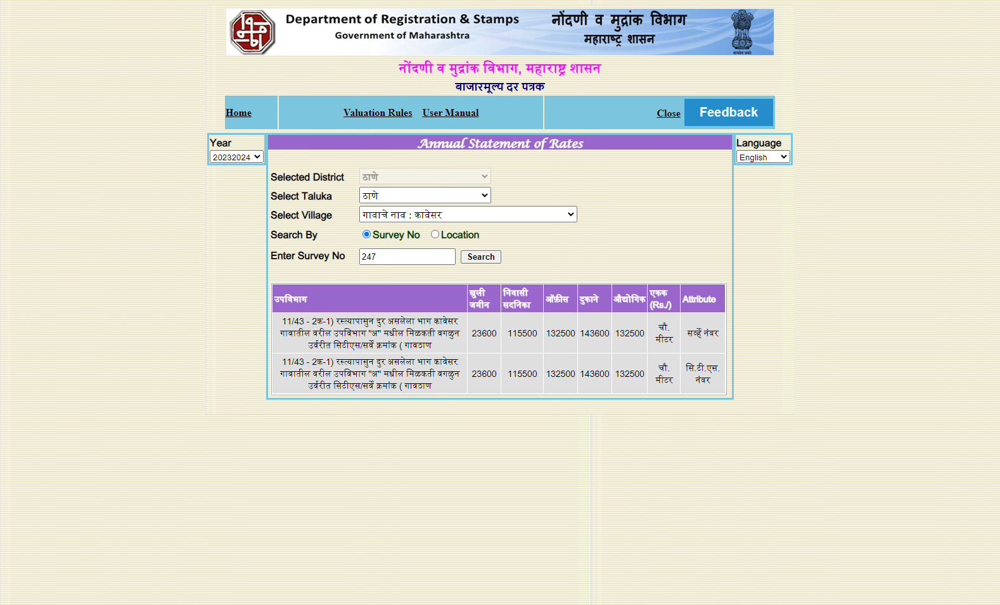 Department of Registration & Stamps
Government of Maharashtra
नोंदणी व मुद्रांक विभाग
महाराष्ट्र शासन
सत्यमेव जयते
नोंदणी व मुद्रांक विभाग, महाराष्ट्र शासन
बाजारमूल्य दर पत्रक
Home Valuation Rules User Manual Close Feedback
Year
20232024
Annual Statement of Rates
Language
English
Selected District ठाणे
Select Taluka ठाणे
Select Village गावाचे नाव : कावेसर
Search By Survey No Location
Enter Survey No 247 Search
उपविभाग खुली जमीन निवासी सदनिका ऑफ़ीस दुकाने औद्योगिक एकक (Rs./) Attribute
11/43 - 2क-1) रस्त्यापासुन दुर असलेला भाग कावेसर
गावातील वरील उपविभाग "अ" मधील मिळकती वगळुन
उर्वरीत सिटीएस/सर्वे क्रमांक ( गावठाण
23600 115500 132500 143600 132500 चौ. मीटर सर्व्हे नंबर
11/43 - 2क-1) रस्त्यापासुन दुर असलेला भाग कावेसर
गावातील वरील उपविभाग "अ" मधील मिळकती वगळुन
उर्वरीत सिटीएस/सर्वे क्रमांक ( गावठाण
23600 115500 132500 143600 132500 चौ. मीटर सि.टी.एस. नंबर